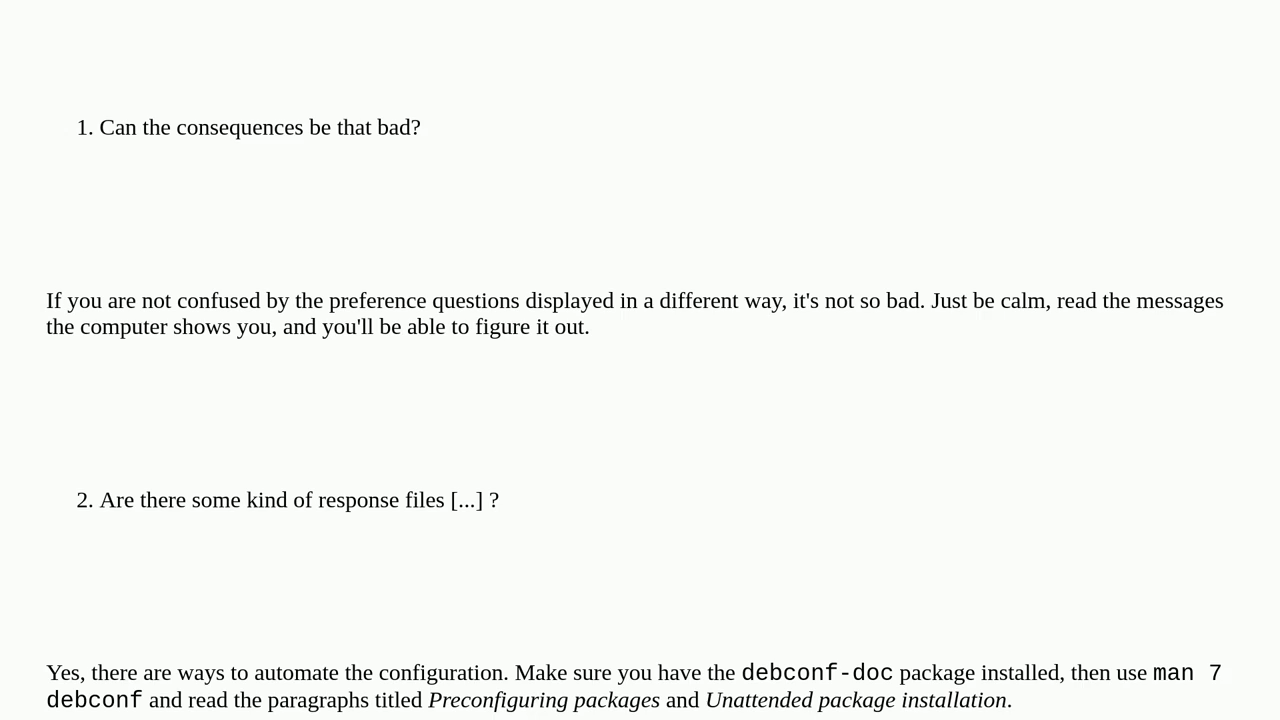 1. Can the consequences be that bad?
If you are not confused by the preference questions displayed in a different way, it's not so bad. Just be calm, read the messages
the computer shows you, and you'll be able to figure it out.
2. Are there some kind of response files [...] ?
Yes, there are ways to automate the configuration. Make sure you have the debconf-doc package installed, then use man 7
debconf and read the paragraphs titled Preconfiguring packages and Unattended package installation.